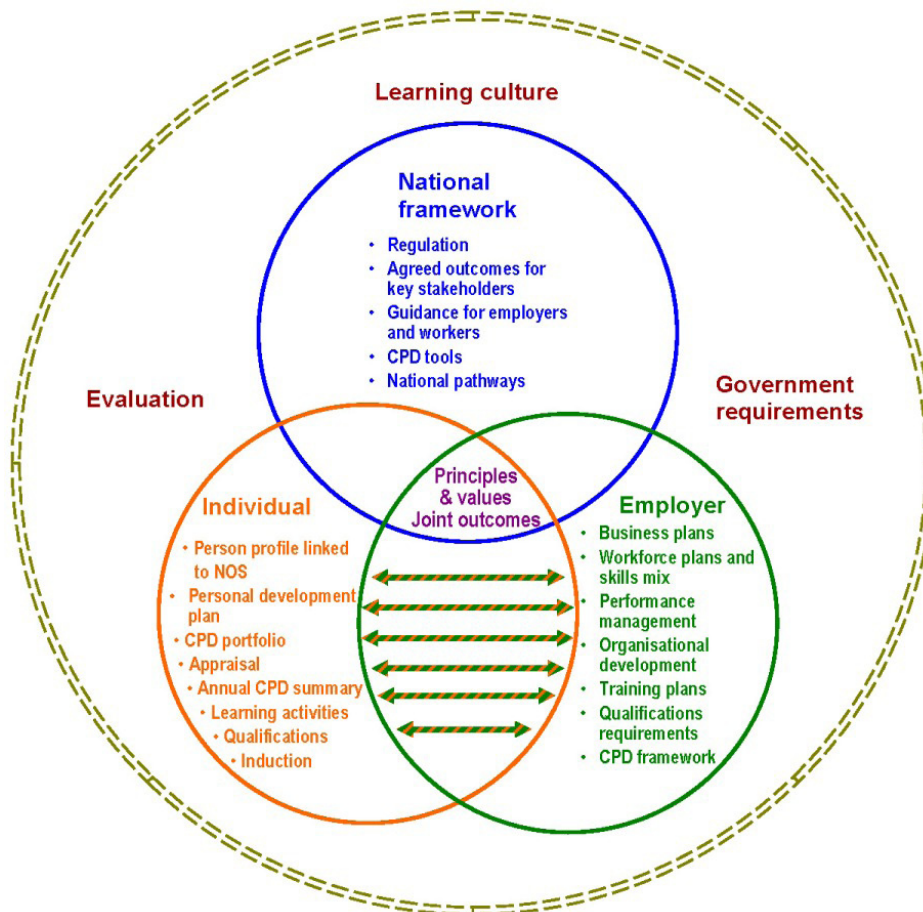 Learning culture
National
framework
• Regulation
• Agreed outcomes for
key stakeholders
• Guidance for employers
and workers
• CPD tools
• National pathways
Evaluation
Government
requirements
Principles
& values
Joint outcomes
Individual
• Person profile linked
to NOS
• Personal development
plan
• CPD portfolio
• Appraisal
• Annual CPD summary
• Learning activities
• Qualifications
• Induction
Employer
• Business plans
• Workforce plans and
skills mix
• Performance
management
• Organisational
development
• Training plans
• Qualifications
requirements
• CPD framework